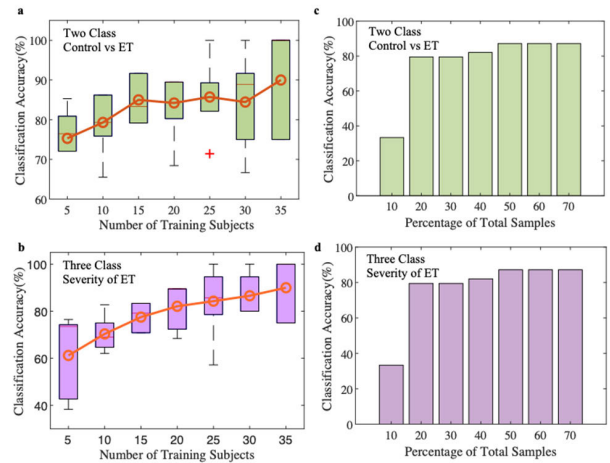 a
Two Class
Control vs ET
Classification Accuracy(%)
100
90
80
70
60
5 10 15 20 25 30 35
Number of Training Subjects
b
Three Class
Severity of ET
Classification Accuracy(%)
100
80
60
40
5 10 15 20 25 30 35
Number of Training Subjects
c
Two Class
Control vs ET
Classification Accuracy(%)
100
80
60
40
20
0
10 20 30 40 50 60 70
Percentage of Total Samples
d
Three Class
Severity of ET
Classification Accuracy(%)
100
80
60
40
20
0
10 20 30 40 50 60 70
Percentage of Total Samples